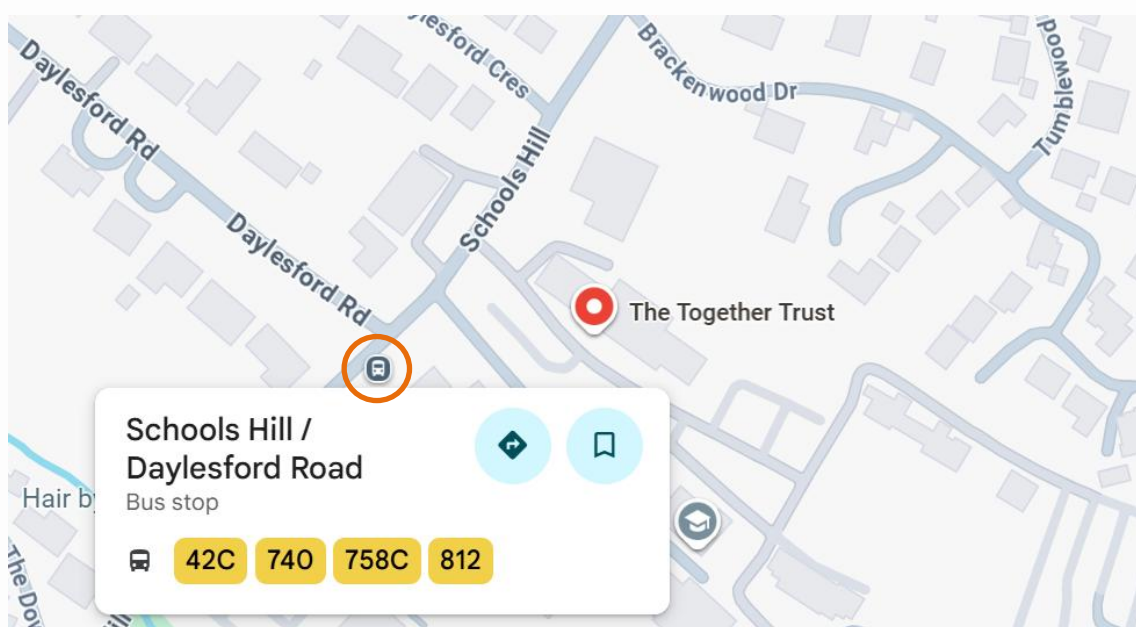 Daylesford Rd
Cres
Brackenwood Dr
Tumblewood
Schools Hill
Daylesford Rd
The Together Trust
Schools Hill /
Daylesford Road
Bus stop
Hair by
42C 740 758C 812
The